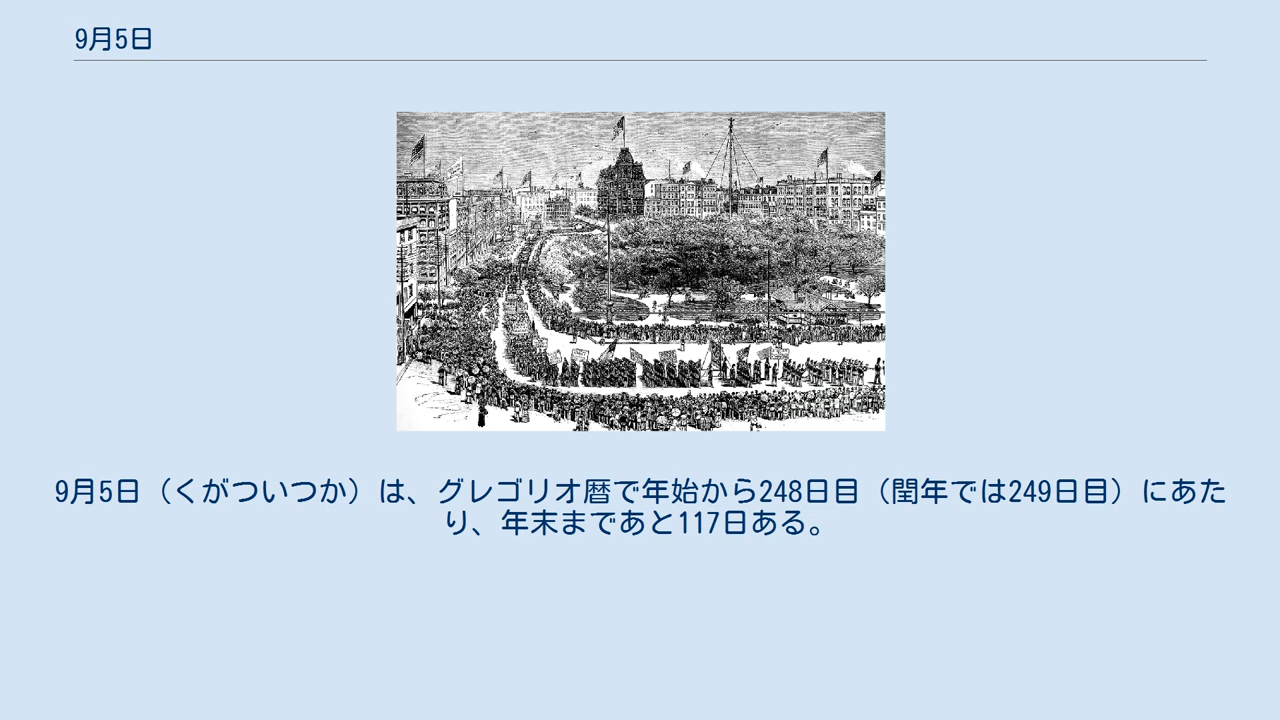 9月5日
9月5日（くがついつか）は、グレゴリオ暦で年始から248日目（閏年では249日目）にあた
り、年末まであと117日ある。